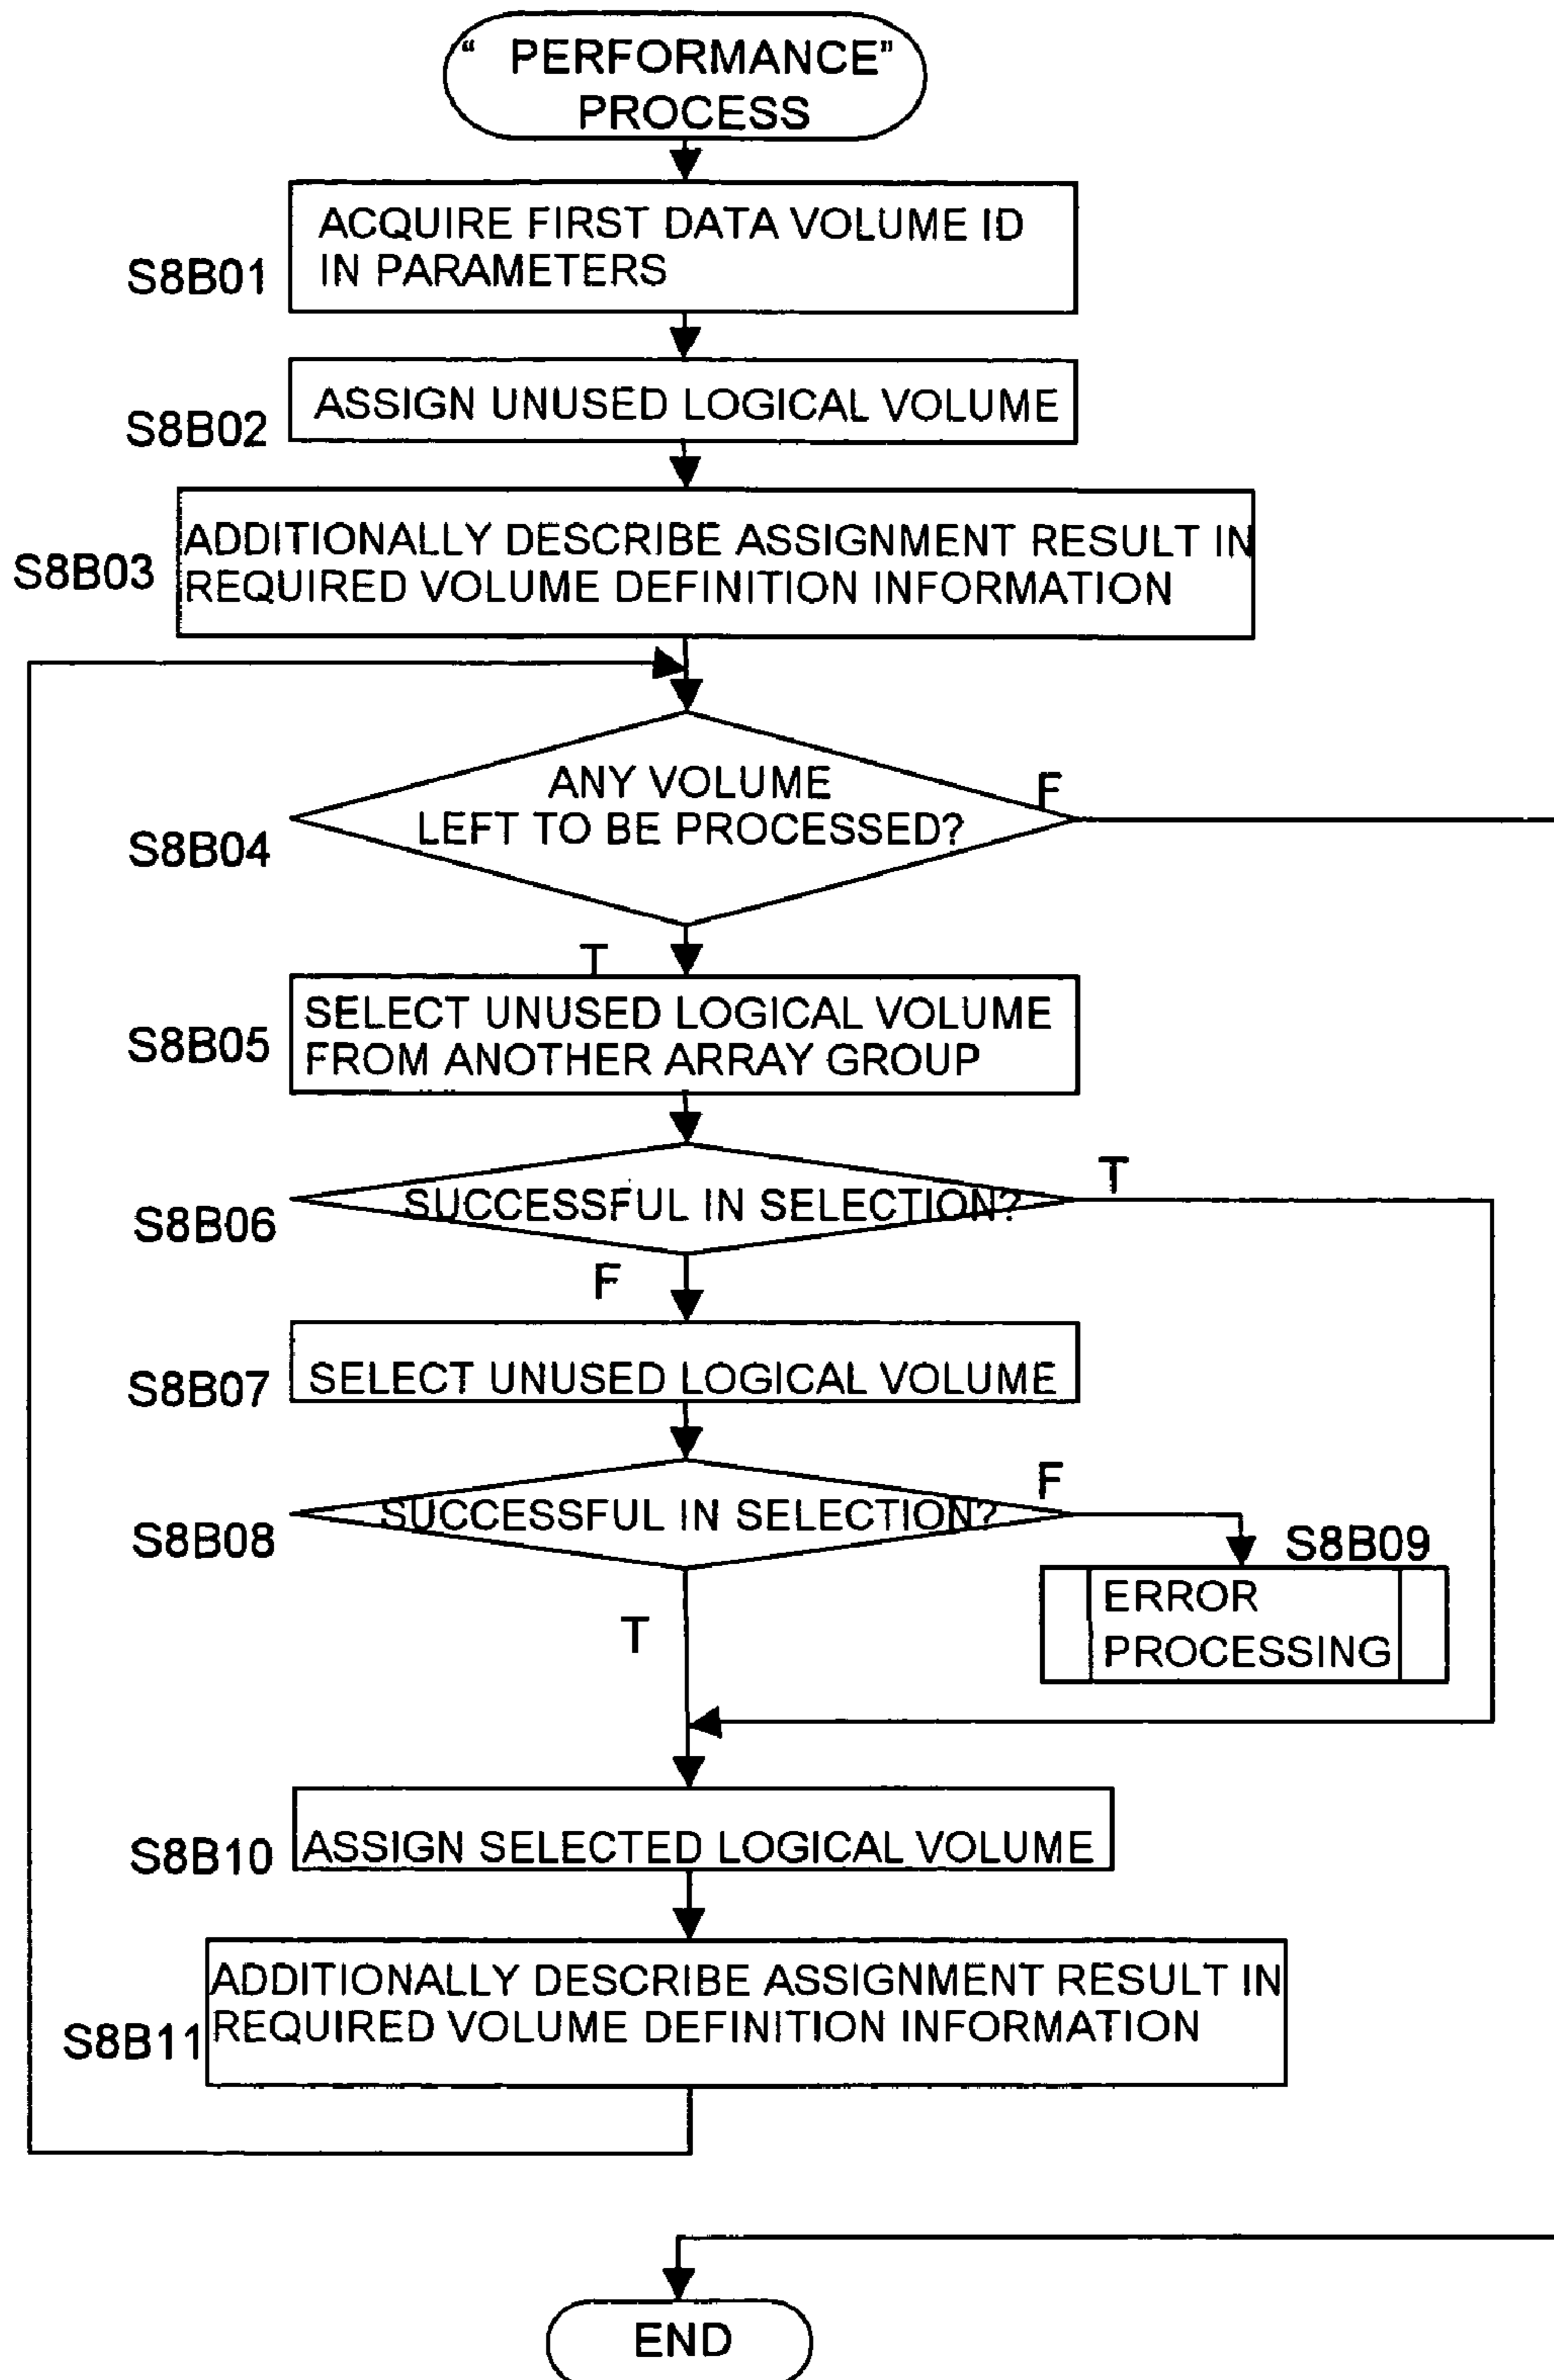 “ PERFORMANCE”
PROCESS
S8B01
ACQUIRE FIRST DATA VOLUME ID
IN PARAMETERS
S8B02
ASSIGN UNUSED LOGICAL VOLUME
S8B03
ADDITIONALLY DESCRIBE ASSIGNMENT RESULT IN
REQUIRED VOLUME DEFINITION INFORMATION
S8B04
ANY VOLUME
LEFT TO BE PROCESSED?
F
T
S8B05
SELECT UNUSED LOGICAL VOLUME
FROM ANOTHER ARRAY GROUP
S8B06
SUCCESSFUL IN SELECTION?
T
F
S8B07
SELECT UNUSED LOGICAL VOLUME
S8B08
SUCCESSFUL IN SELECTION?
F
S8B09
ERROR
PROCESSING
T
S8B10
ASSIGN SELECTED LOGICAL VOLUME
S8B11
ADDITIONALLY DESCRIBE ASSIGNMENT RESULT IN
REQUIRED VOLUME DEFINITION INFORMATION
END